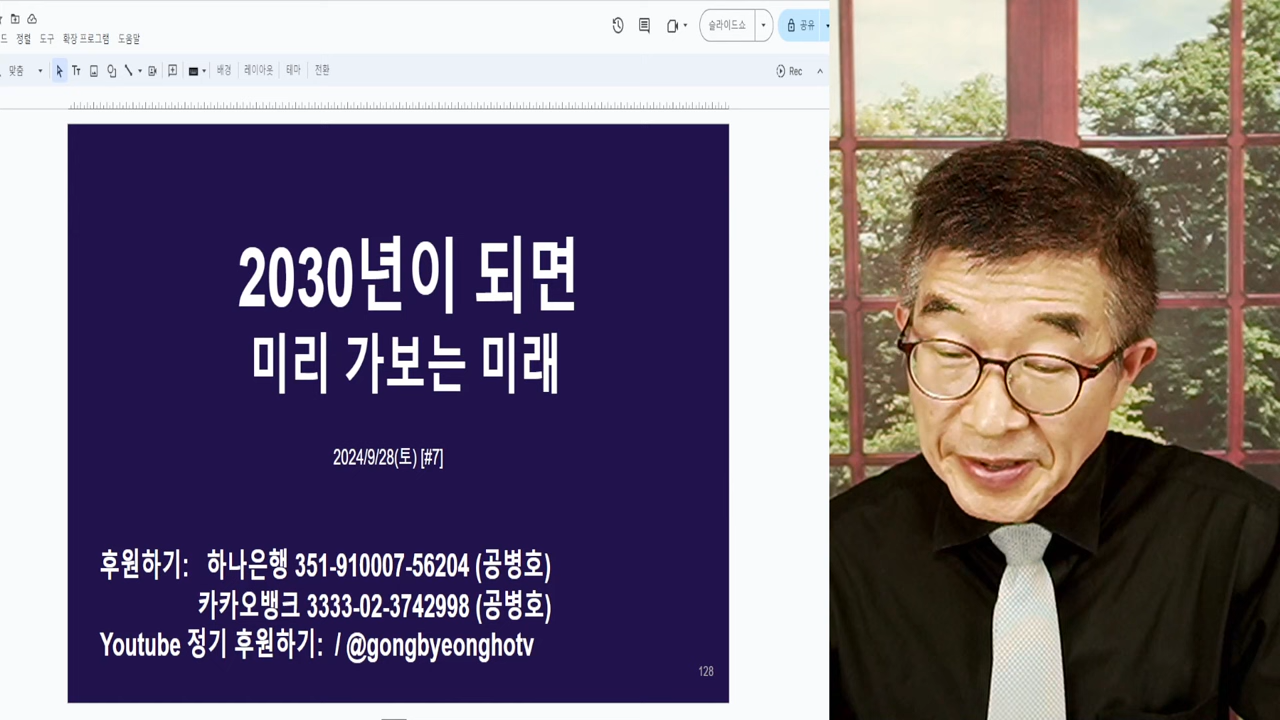 정렬 도구 확장 프로그램 도움말
슬라이드쇼
공유
맞춤
배경 레이아웃 테마 전환
Rec
2030년이 되면
미리 가보는 미래
2024/9/28(토) [#7]
후원하기: 하나은행 351-910007-56204 (공병호)
카카오뱅크 3333-02-3742998 (공병호)
Youtube 정기 후원하기: / @gongbyeonghotv
128